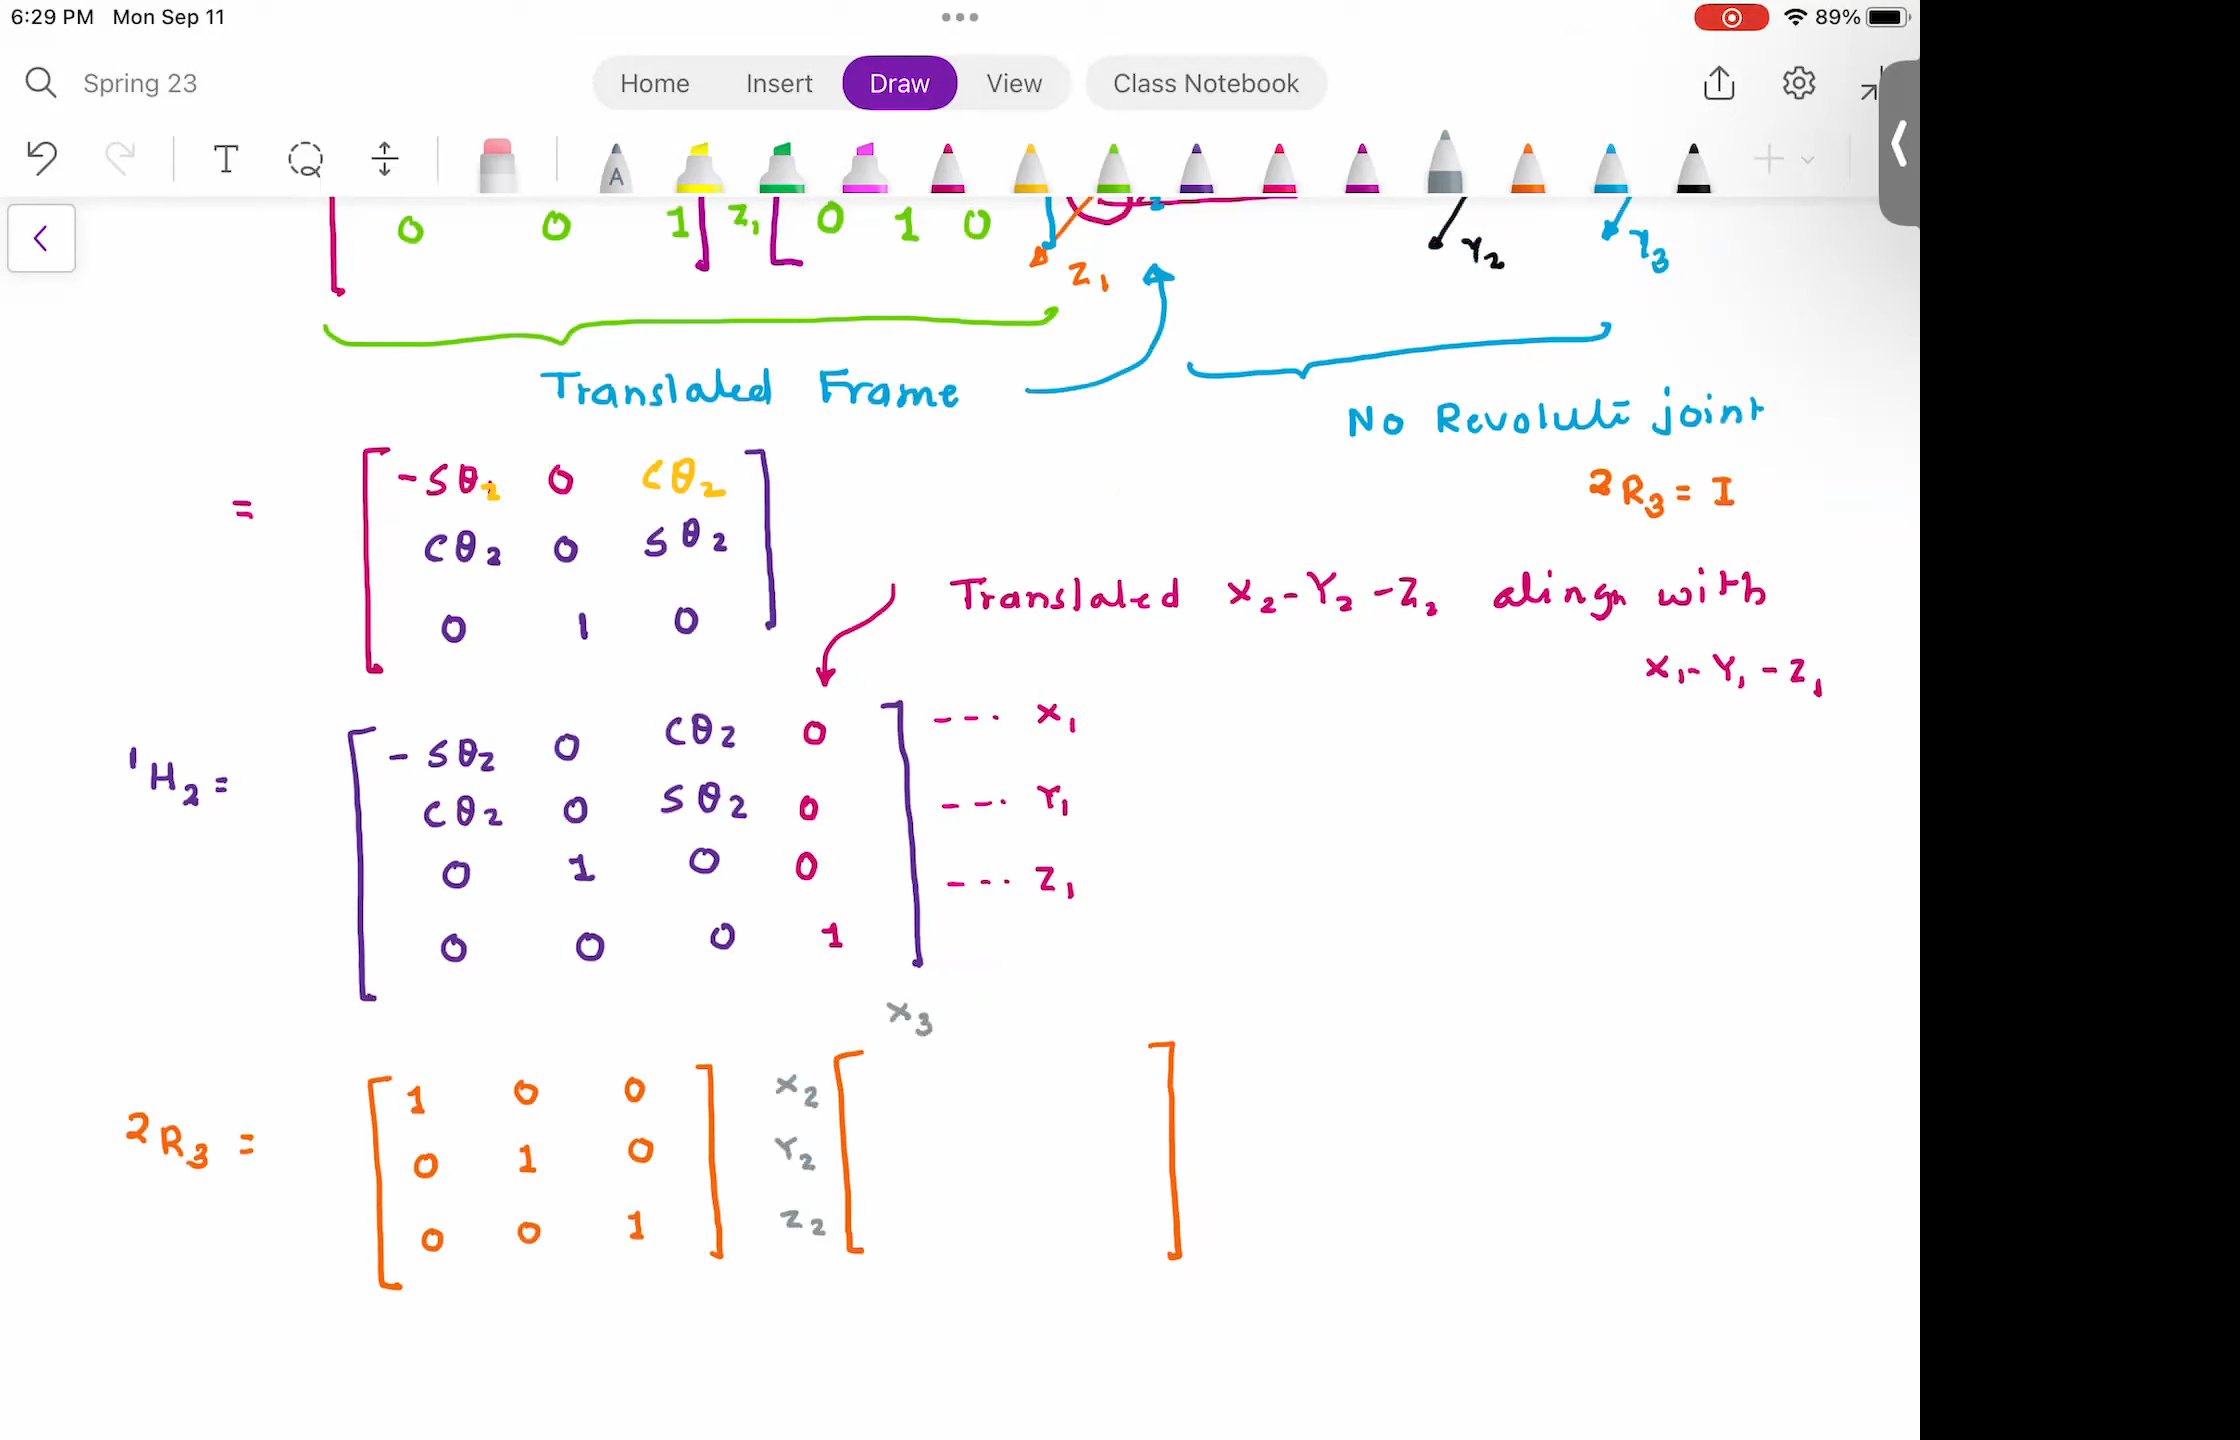 6:29 PM Mon Sep 11
89%
Spring 23
Home Insert Draw View Class Notebook
T A
0 0 1 Z₁ 0 1 0
Z₁
Y₂ Y₃
Translated Frame
No Revolute joint
²R₃ = I
= -Sθ₂ 0 Cθ₂
Cθ₂ 0 Sθ₂
0 1 0
Translated X₂-Y₂-Z₂ alingn with
X₁-Y₁-Z₁
¹H₂ =
-Sθ₂ 0 Cθ₂ 0 --- X₁
Cθ₂ 0 Sθ₂ 0 --- Y₁
0 1 0 0 --- Z₁
0 0 0 1
X₃
²R₃ =
1 0 0 X₂
0 1 0 Y₂
0 0 1 Z₂